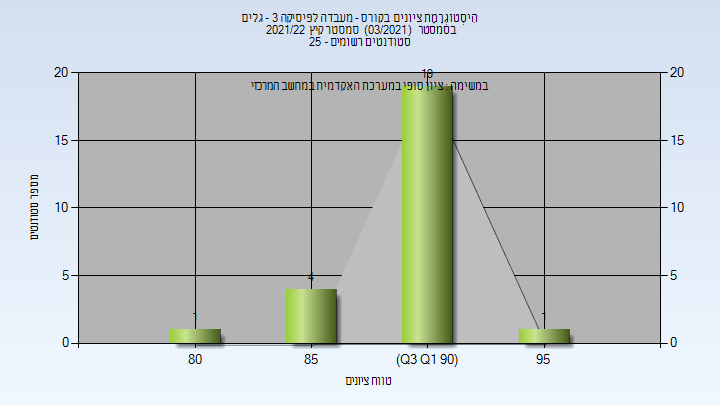 היסטוגרמת ציונים בקורס - מעבדה לפיסיקה 3 - גלים
בסמסטר (03/2021) סמסטר קיץ 2021/22
סטודנטים רשומים - 25
במשימה: ציון סופי במערכת האקדמית במחשב המרכזי
20
15
10
5
0
20
15
10
5
0
1
4
19
1
80
85
(Q3 Q1 90)
95
טווח ציונים
מספר סטודנטים